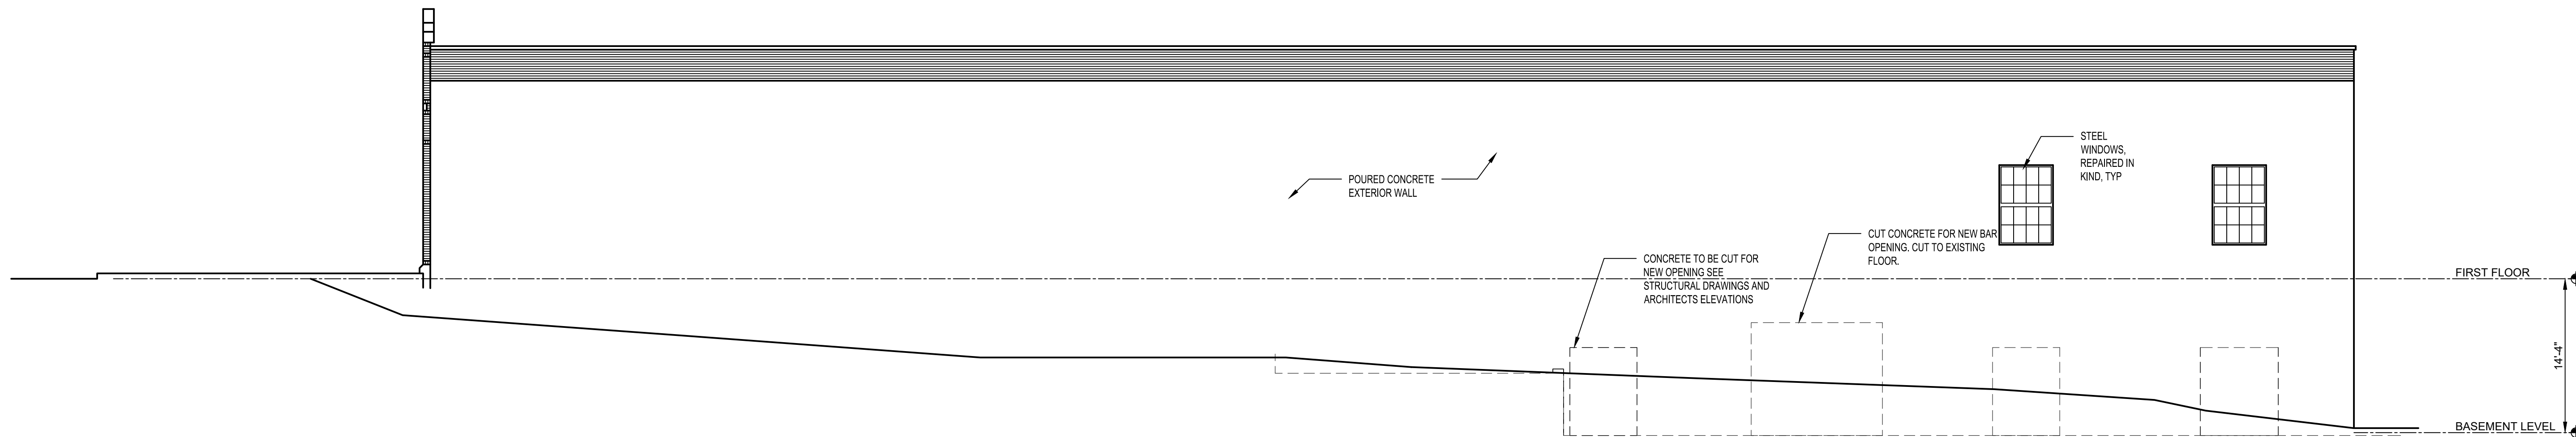 STEEL
WINDOWS,
REPAIRED IN
KIND, TYP
POURED CONCRETE
EXTERIOR WALL
CUT CONCRETE FOR NEW BAR
OPENING. CUT TO EXISTING
FLOOR.
CONCRETE TO BE CUT FOR
NEW OPENING SEE
STRUCTURAL DRAWINGS AND
ARCHITECTS ELEVATIONS
FIRST FLOOR
14'-4"
BASEMENT LEVEL